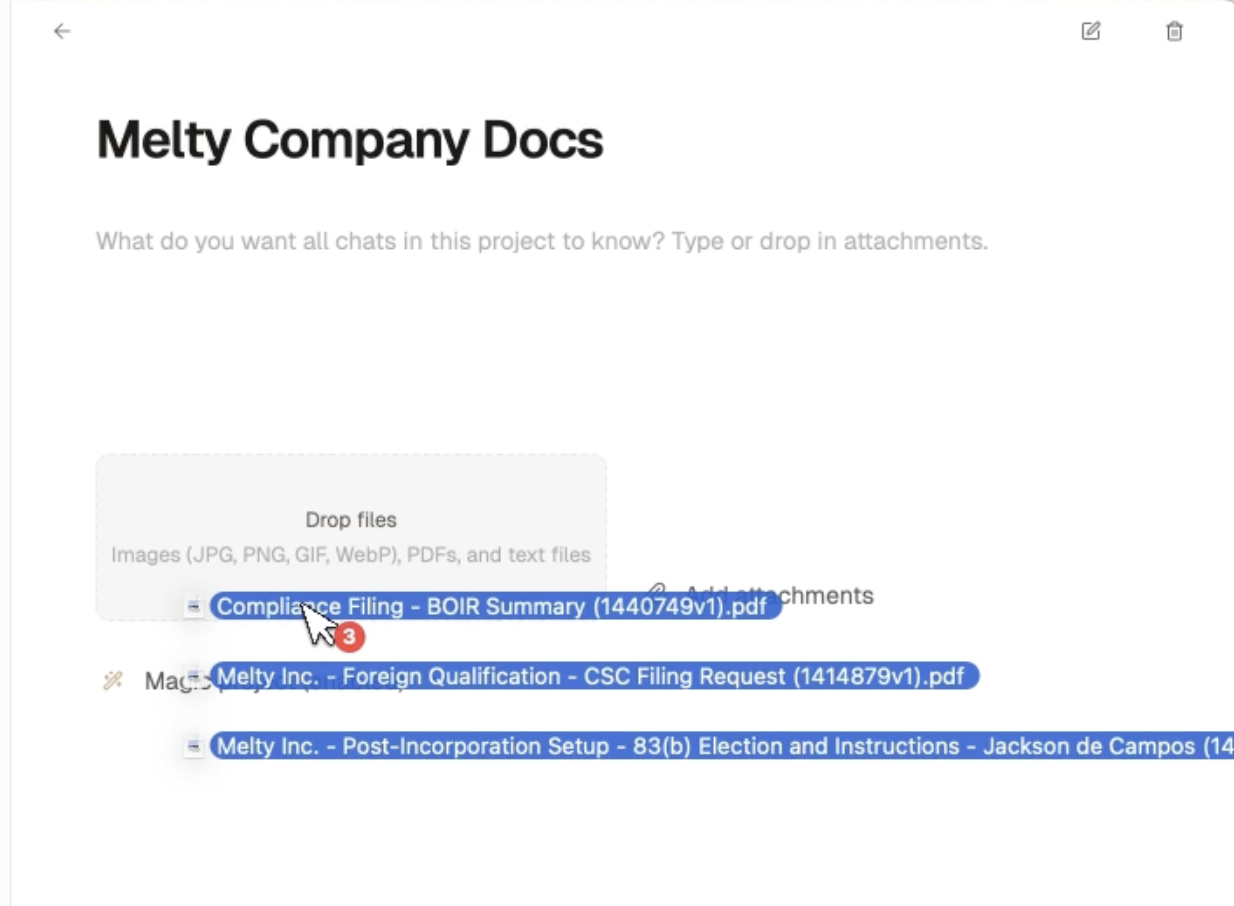 Melty Company Docs
What do you want all chats in this project to know? Type or drop in attachments.
Drop files
Images (JPG, PNG, GIF, WebP), PDFs, and text files
Add attachments
Compliance Filing - BOIR Summary (1440749v1).pdf
3
Magic
Melty Inc. - Foreign Qualification - CSC Filing Request (1414879v1).pdf
Melty Inc. - Post-Incorporation Setup - 83(b) Election and Instructions - Jackson de Campos (14